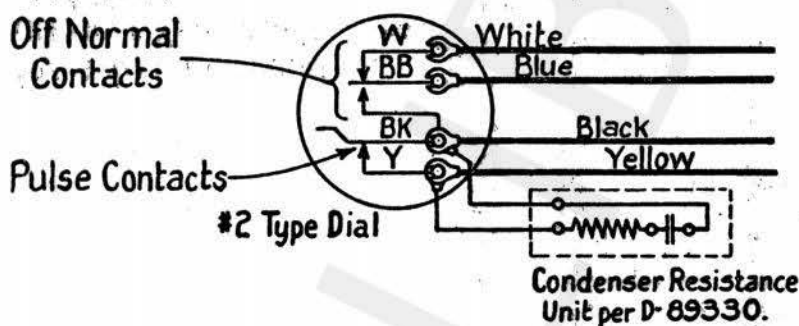 Off Normal
Contacts
W White
BB Blue
BK Black
Y Yellow
Pulse Contacts
#2 Type Dial
Condenser Resistance
Unit per D-89330.